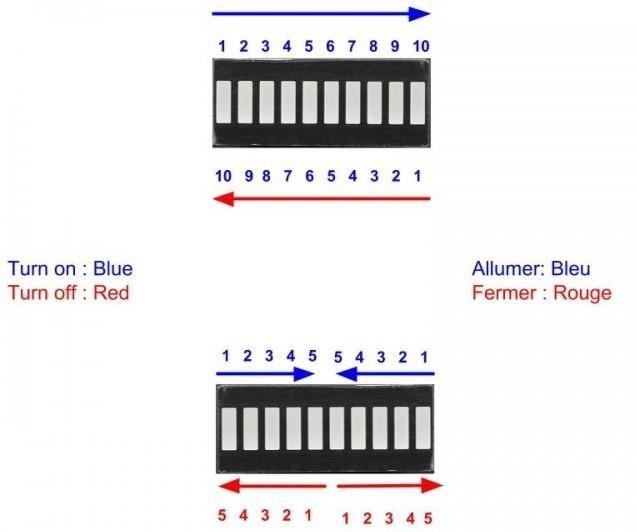 1 2 3 4 5 6 7 8 9 10
10 9 8 7 6 5 4 3 2 1
Turn on : Blue
Turn off : Red
Allumer: Bleu
Fermer : Rouge
1 2 3 4 5 5 4 3 2 1
5 4 3 2 1 1 2 3 4 5